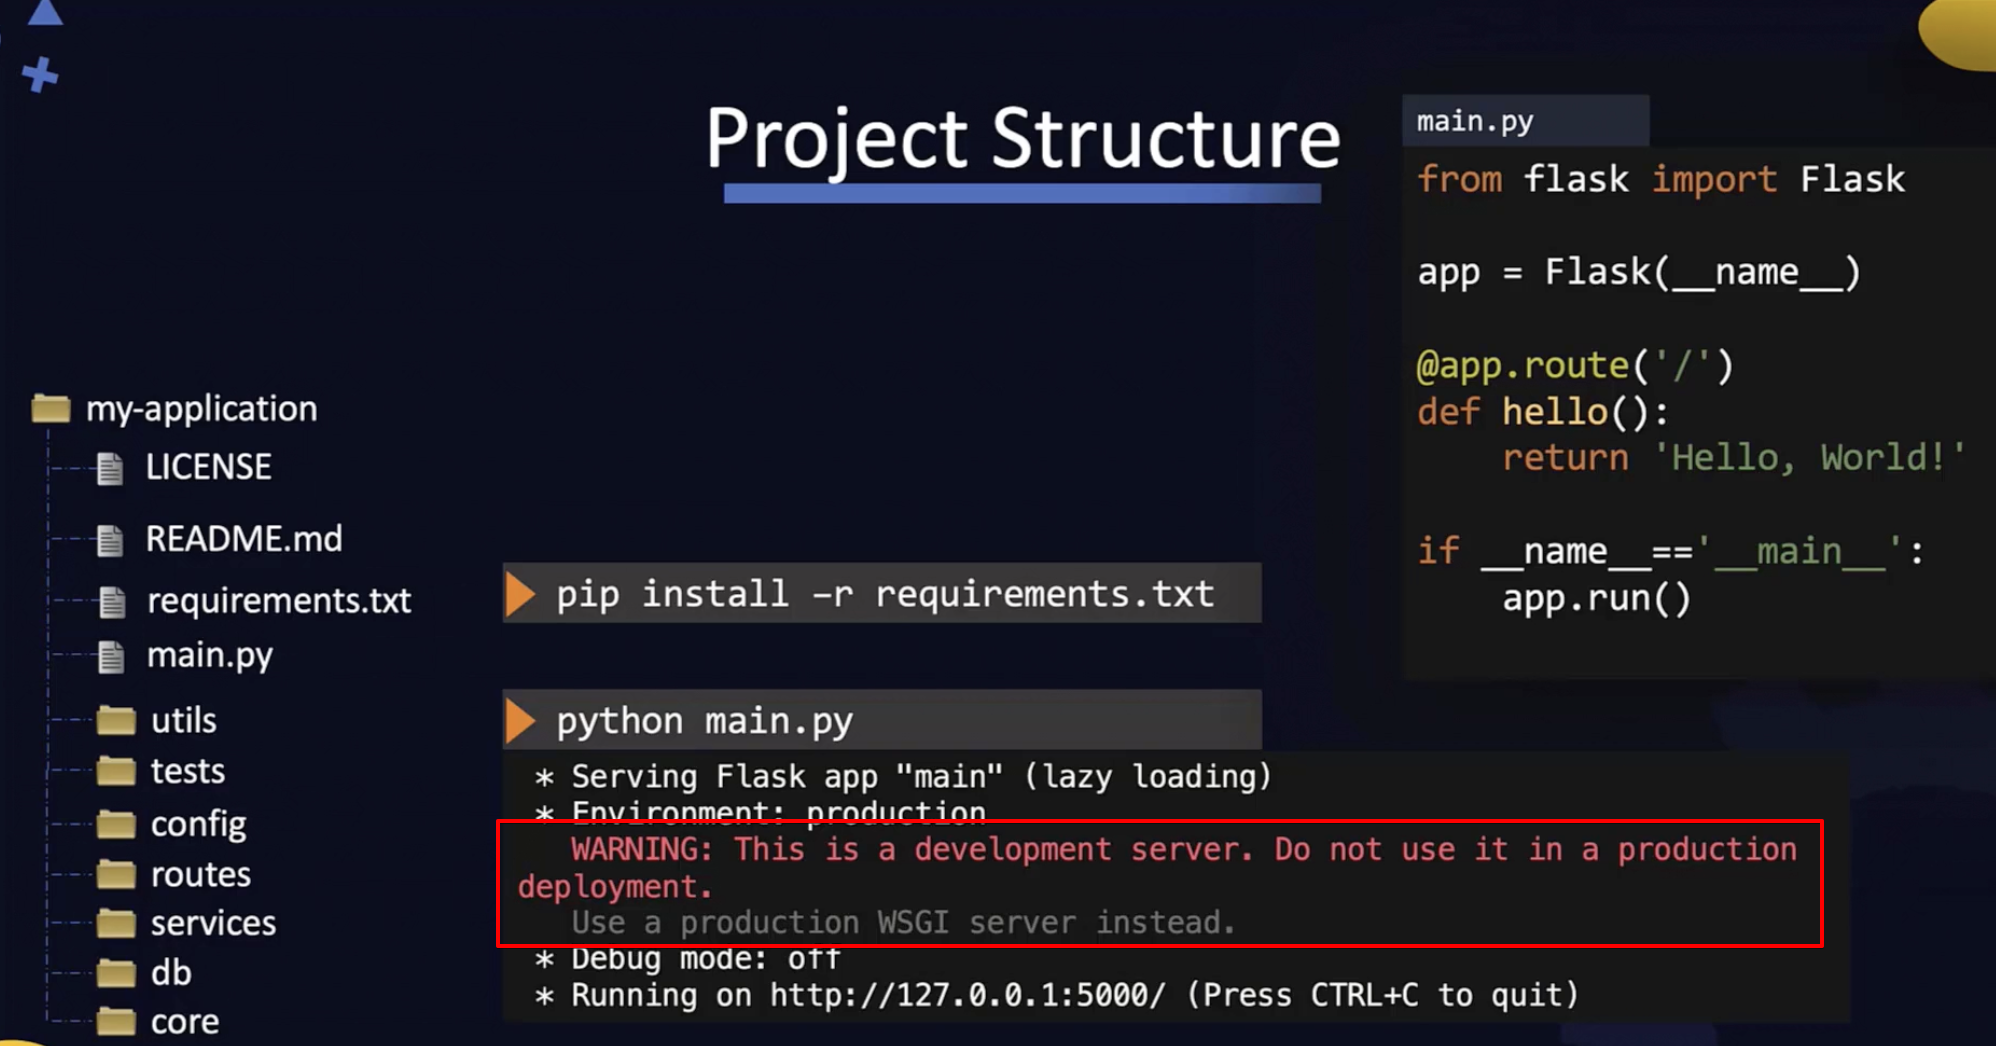 Project Structure
main.py
from flask import Flask
app = Flask(__name__)
@app.route('/')
def hello():
    return 'Hello, World!'
if __name__=='__main__':
    app.run()
my-application
LICENSE
README.md
requirements.txt
main.py
utils
tests
config
routes
services
db
core
pip install –r requirements.txt
python main.py
* Serving Flask app "main" (lazy loading)
* Environment: production
WARNING: This is a development server. Do not use it in a production
deployment.
Use a production WSGI server instead.
* Debug mode: off
* Running on http://127.0.0.1:5000/ (Press CTRL+C to quit)